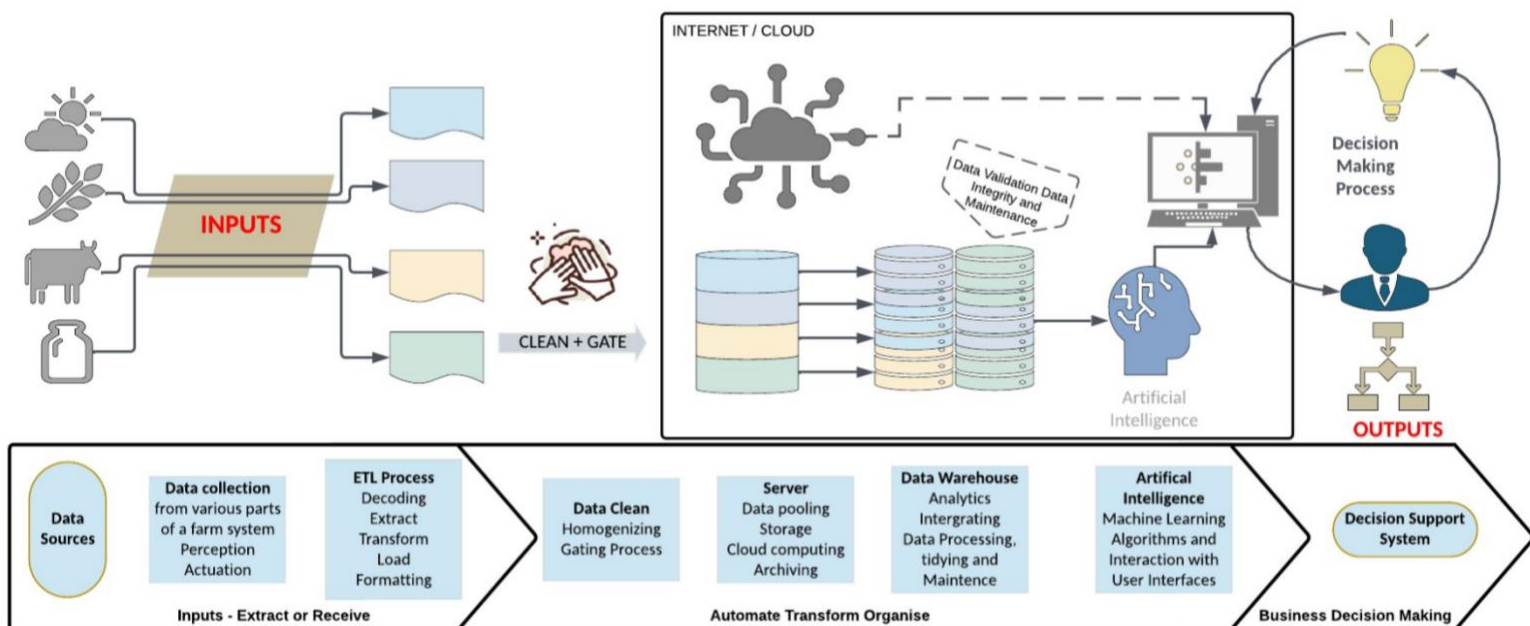 INTERNET / CLOUD
INPUTS
CLEAN + GATE
Data Validation Data
Integrity and
Maintenance
Artificial
Intelligence
Decision
Making
Process
OUTPUTS
Data
Sources
Data collection
from various parts
of a farm system
Perception
Actuation
ETL Process
Decoding
Extract
Transform
Load
Formatting
Inputs - Extract or Receive
Data Clean
Homogenizing
Gating Process
Server
Data pooling
Storage
Cloud computing
Archiving
Data Warehouse
Analytics
Intergrating
Data Processing,
tidying and
Maintence
Artifical
Intelligence
Machine Learning
Algorithms and
Interaction with
User Interfaces
Automate Transform Organise
Decision Support
System
Business Decision Making